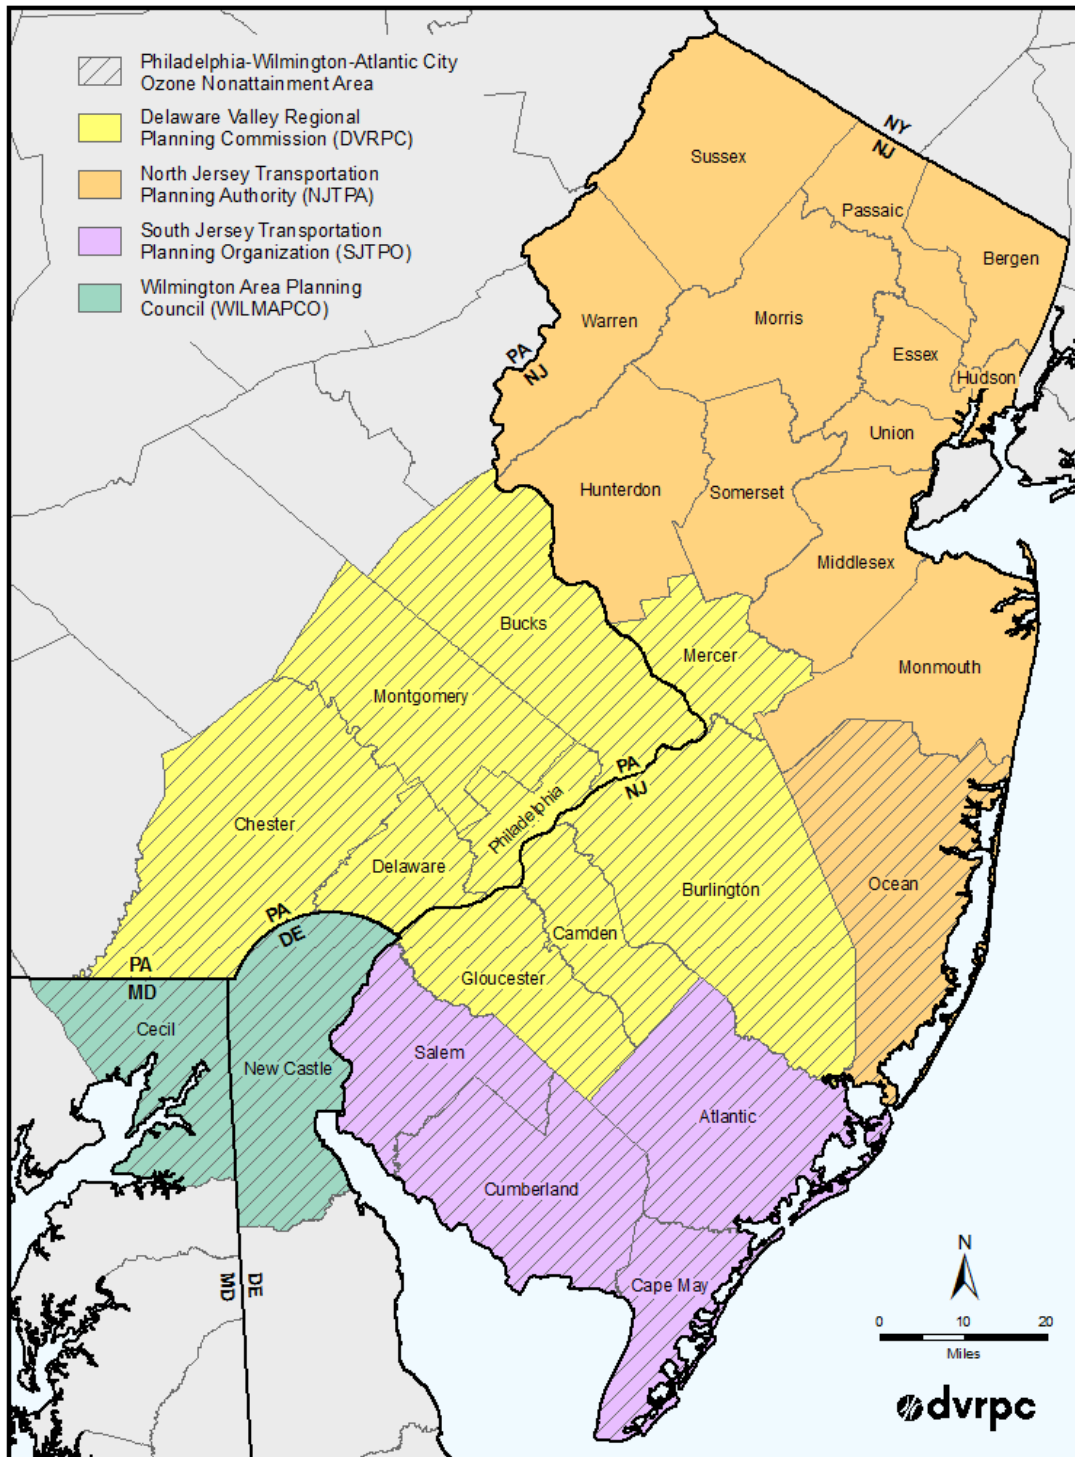 Philadelphia-Wilmington-Atlantic City
Ozone Nonattainment Area
Delaware Valley Regional
Planning Commission (DVRPC)
North Jersey Transportation
Planning Authority (NJTPA)
South Jersey Transportation
Planning Organization (SJTPO)
Wilmington Area Planning
Council (WILMAPCO)
NY
NJ
Sussex
Passaic
Bergen
Warren
Morris
PA
NJ
Essex
Hudson
Union
Hunterdon
Somerset
Middlesex
Bucks
Mercer
Monmouth
Montgomery
PA
NJ
Philadelphia
Chester
Delaware
Ocean
Burlington
PA
DE
Camden
Gloucester
PA
MD
Cecil
Salem
New Castle
Atlantic
Cumberland
DE
MD
Cape May
N
0 10 20
Miles
dvrpc